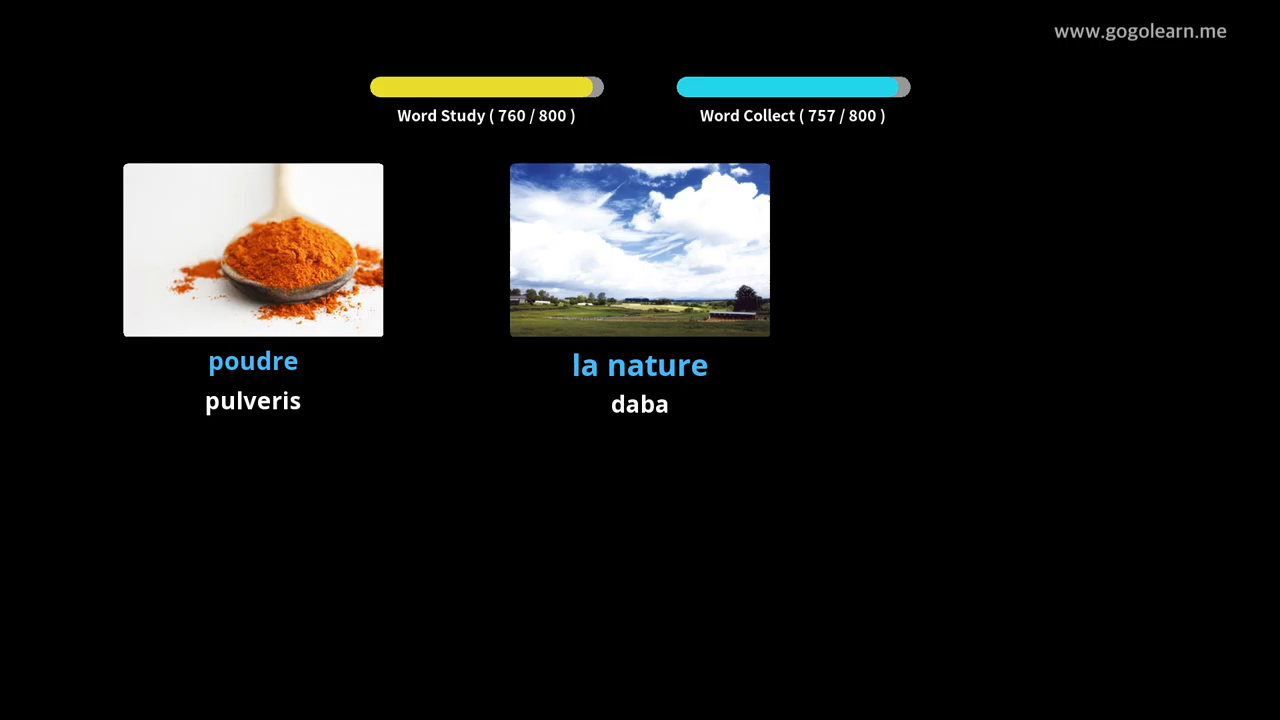 www.gogolearn.me
Word Study ( 760 / 800 )
Word Collect ( 757 / 800 )
poudre
pulveris
la nature
daba